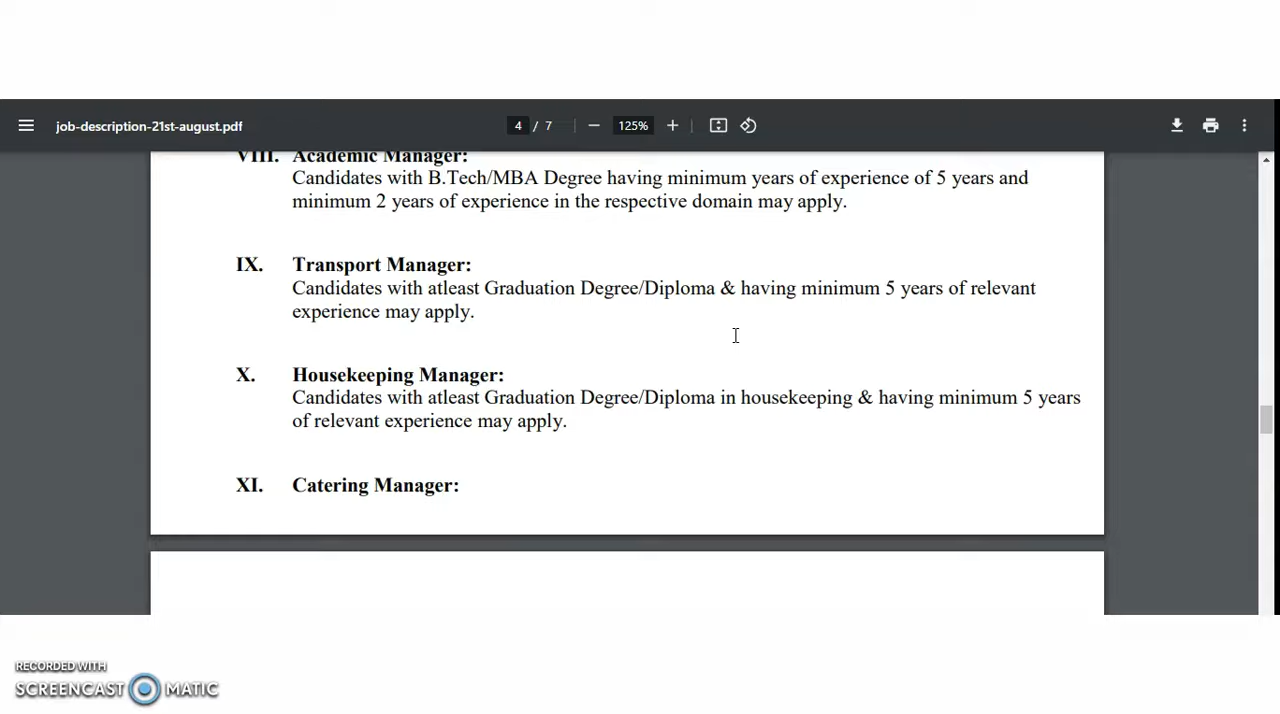 job-description-21st-august.pdf
4 / 7
125%
VIII. Academic Manager:
Candidates with B.Tech/MBA Degree having minimum years of experience of 5 years and
minimum 2 years of experience in the respective domain may apply.
IX. Transport Manager:
Candidates with atleast Graduation Degree/Diploma & having minimum 5 years of relevant
experience may apply.
X. Housekeeping Manager:
Candidates with atleast Graduation Degree/Diploma in housekeeping & having minimum 5 years
of relevant experience may apply.
XI. Catering Manager:
RECORDED WITH
SCREENCAST MATIC